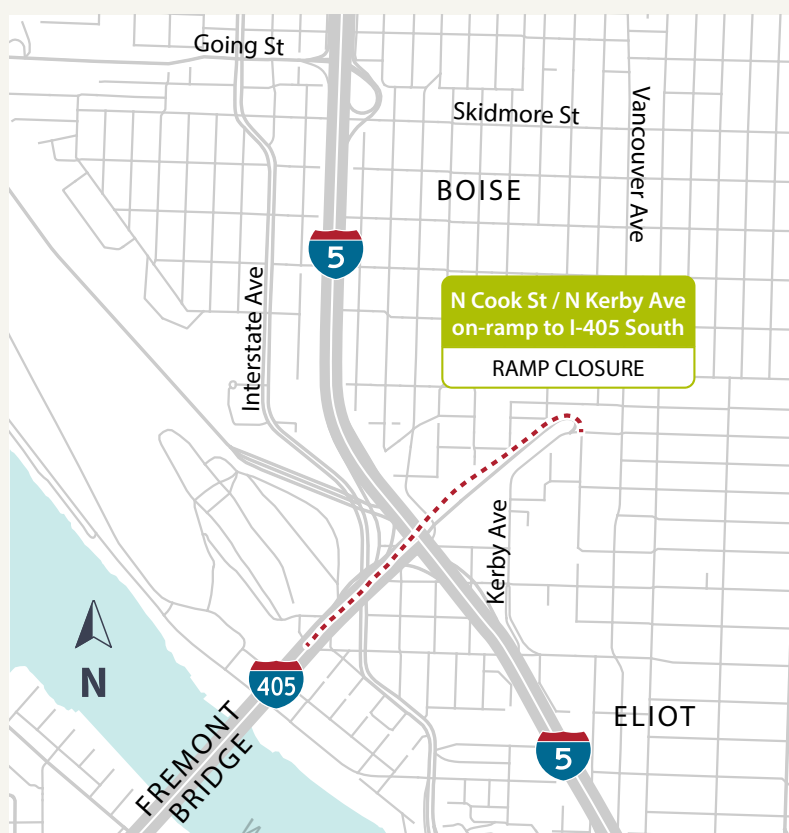 Going St
Skidmore St
Vancouver Ave
BOISE
5
Interstate Ave
N Cook St / N Kerby Ave
on-ramp to I-405 South
RAMP CLOSURE
Kerby Ave
N
405
FREMONT
BRIDGE
ELIOT
5